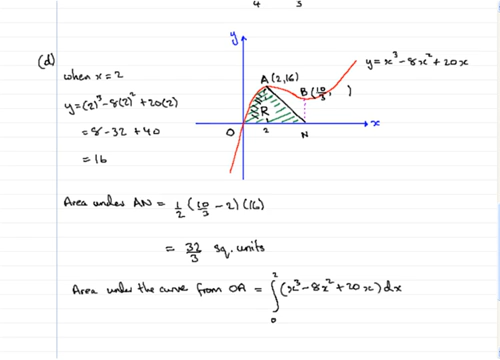 4 3
(d)
when x = 2
y = (2)³ - 8(2)² + 20(2)
= 8 - 32 + 40
= 16
y
A (2,16)
B (10/3, )
y = x³ - 8x² + 20x
R
O 2 N x
Area under AN = 1/2 (10/3 - 2) (16)
= 32/3 sq. units
Area under the curve from OA = ∫₀² (x³ - 8x² + 20x) dx